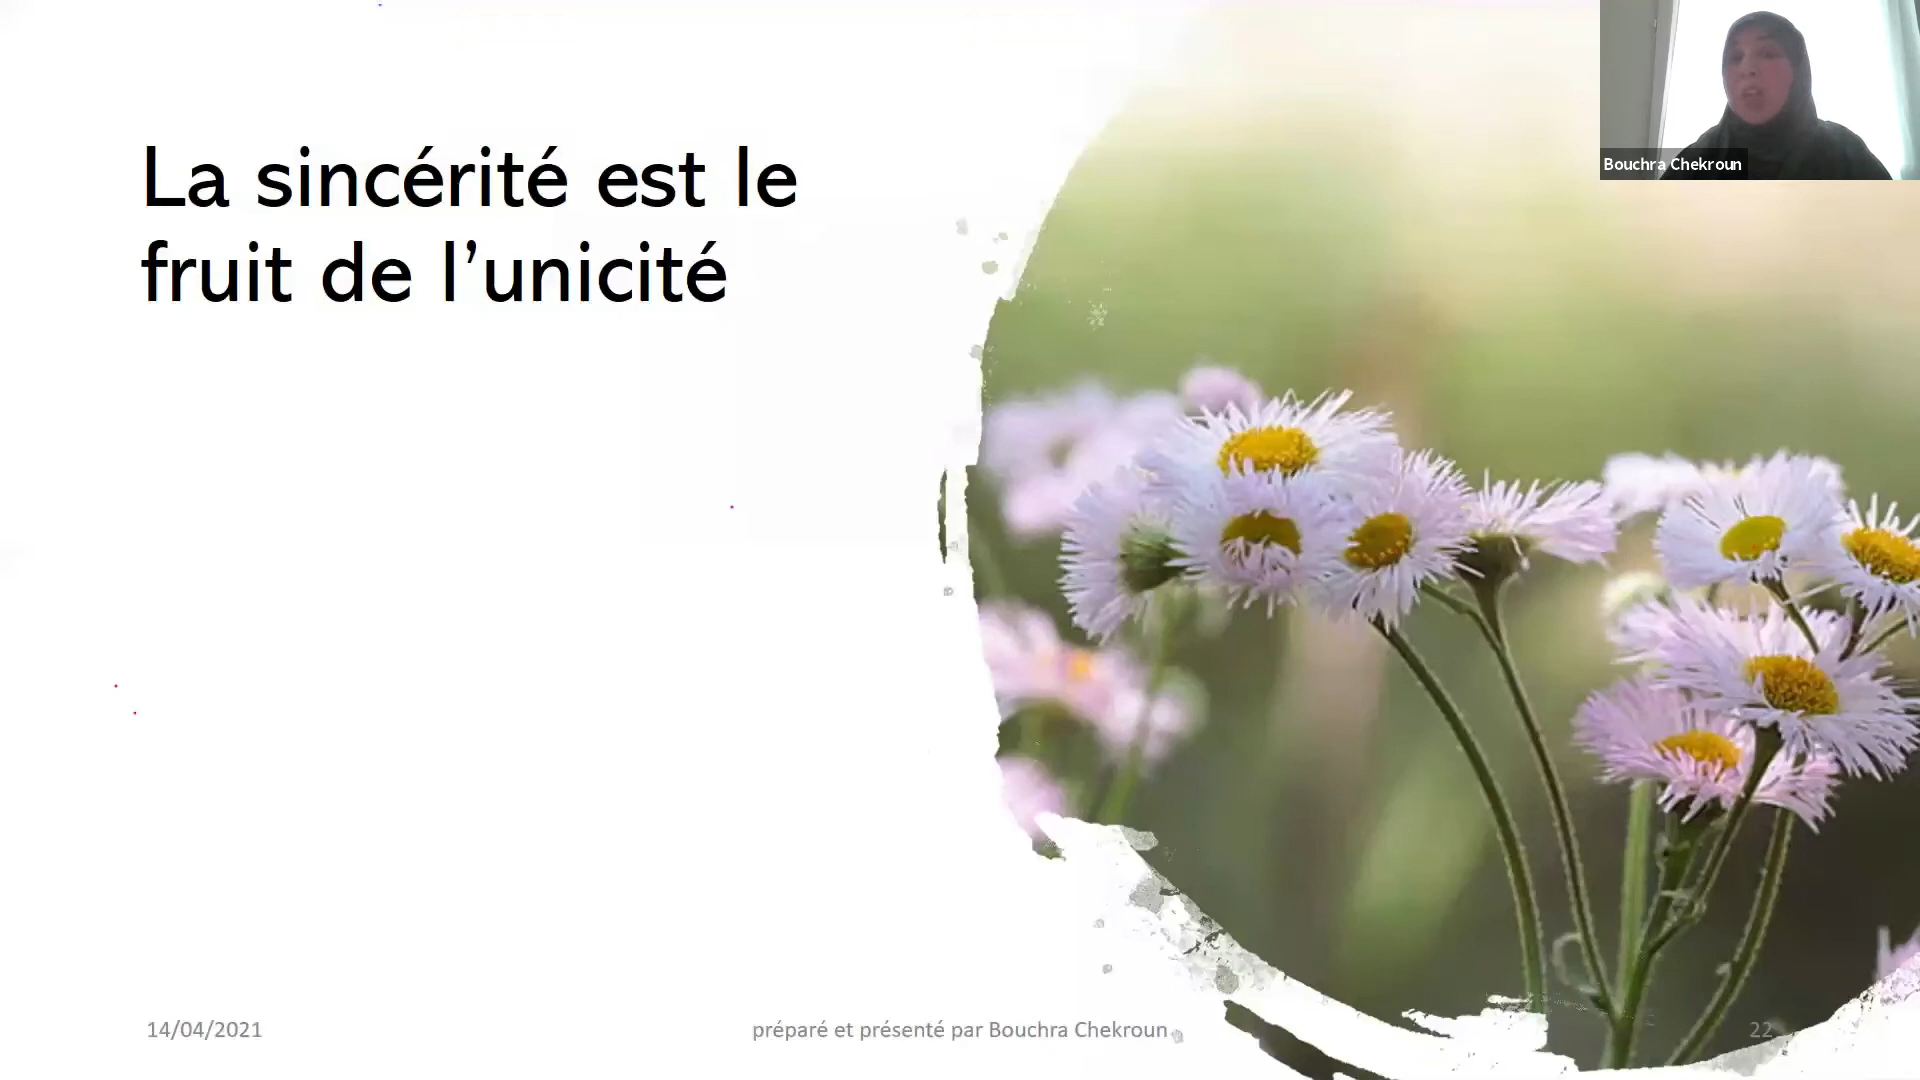 Bouchra Chekroun
La sincérité est le
fruit de l’unicité
14/04/2021
préparé et présenté par Bouchra Chekroun
22